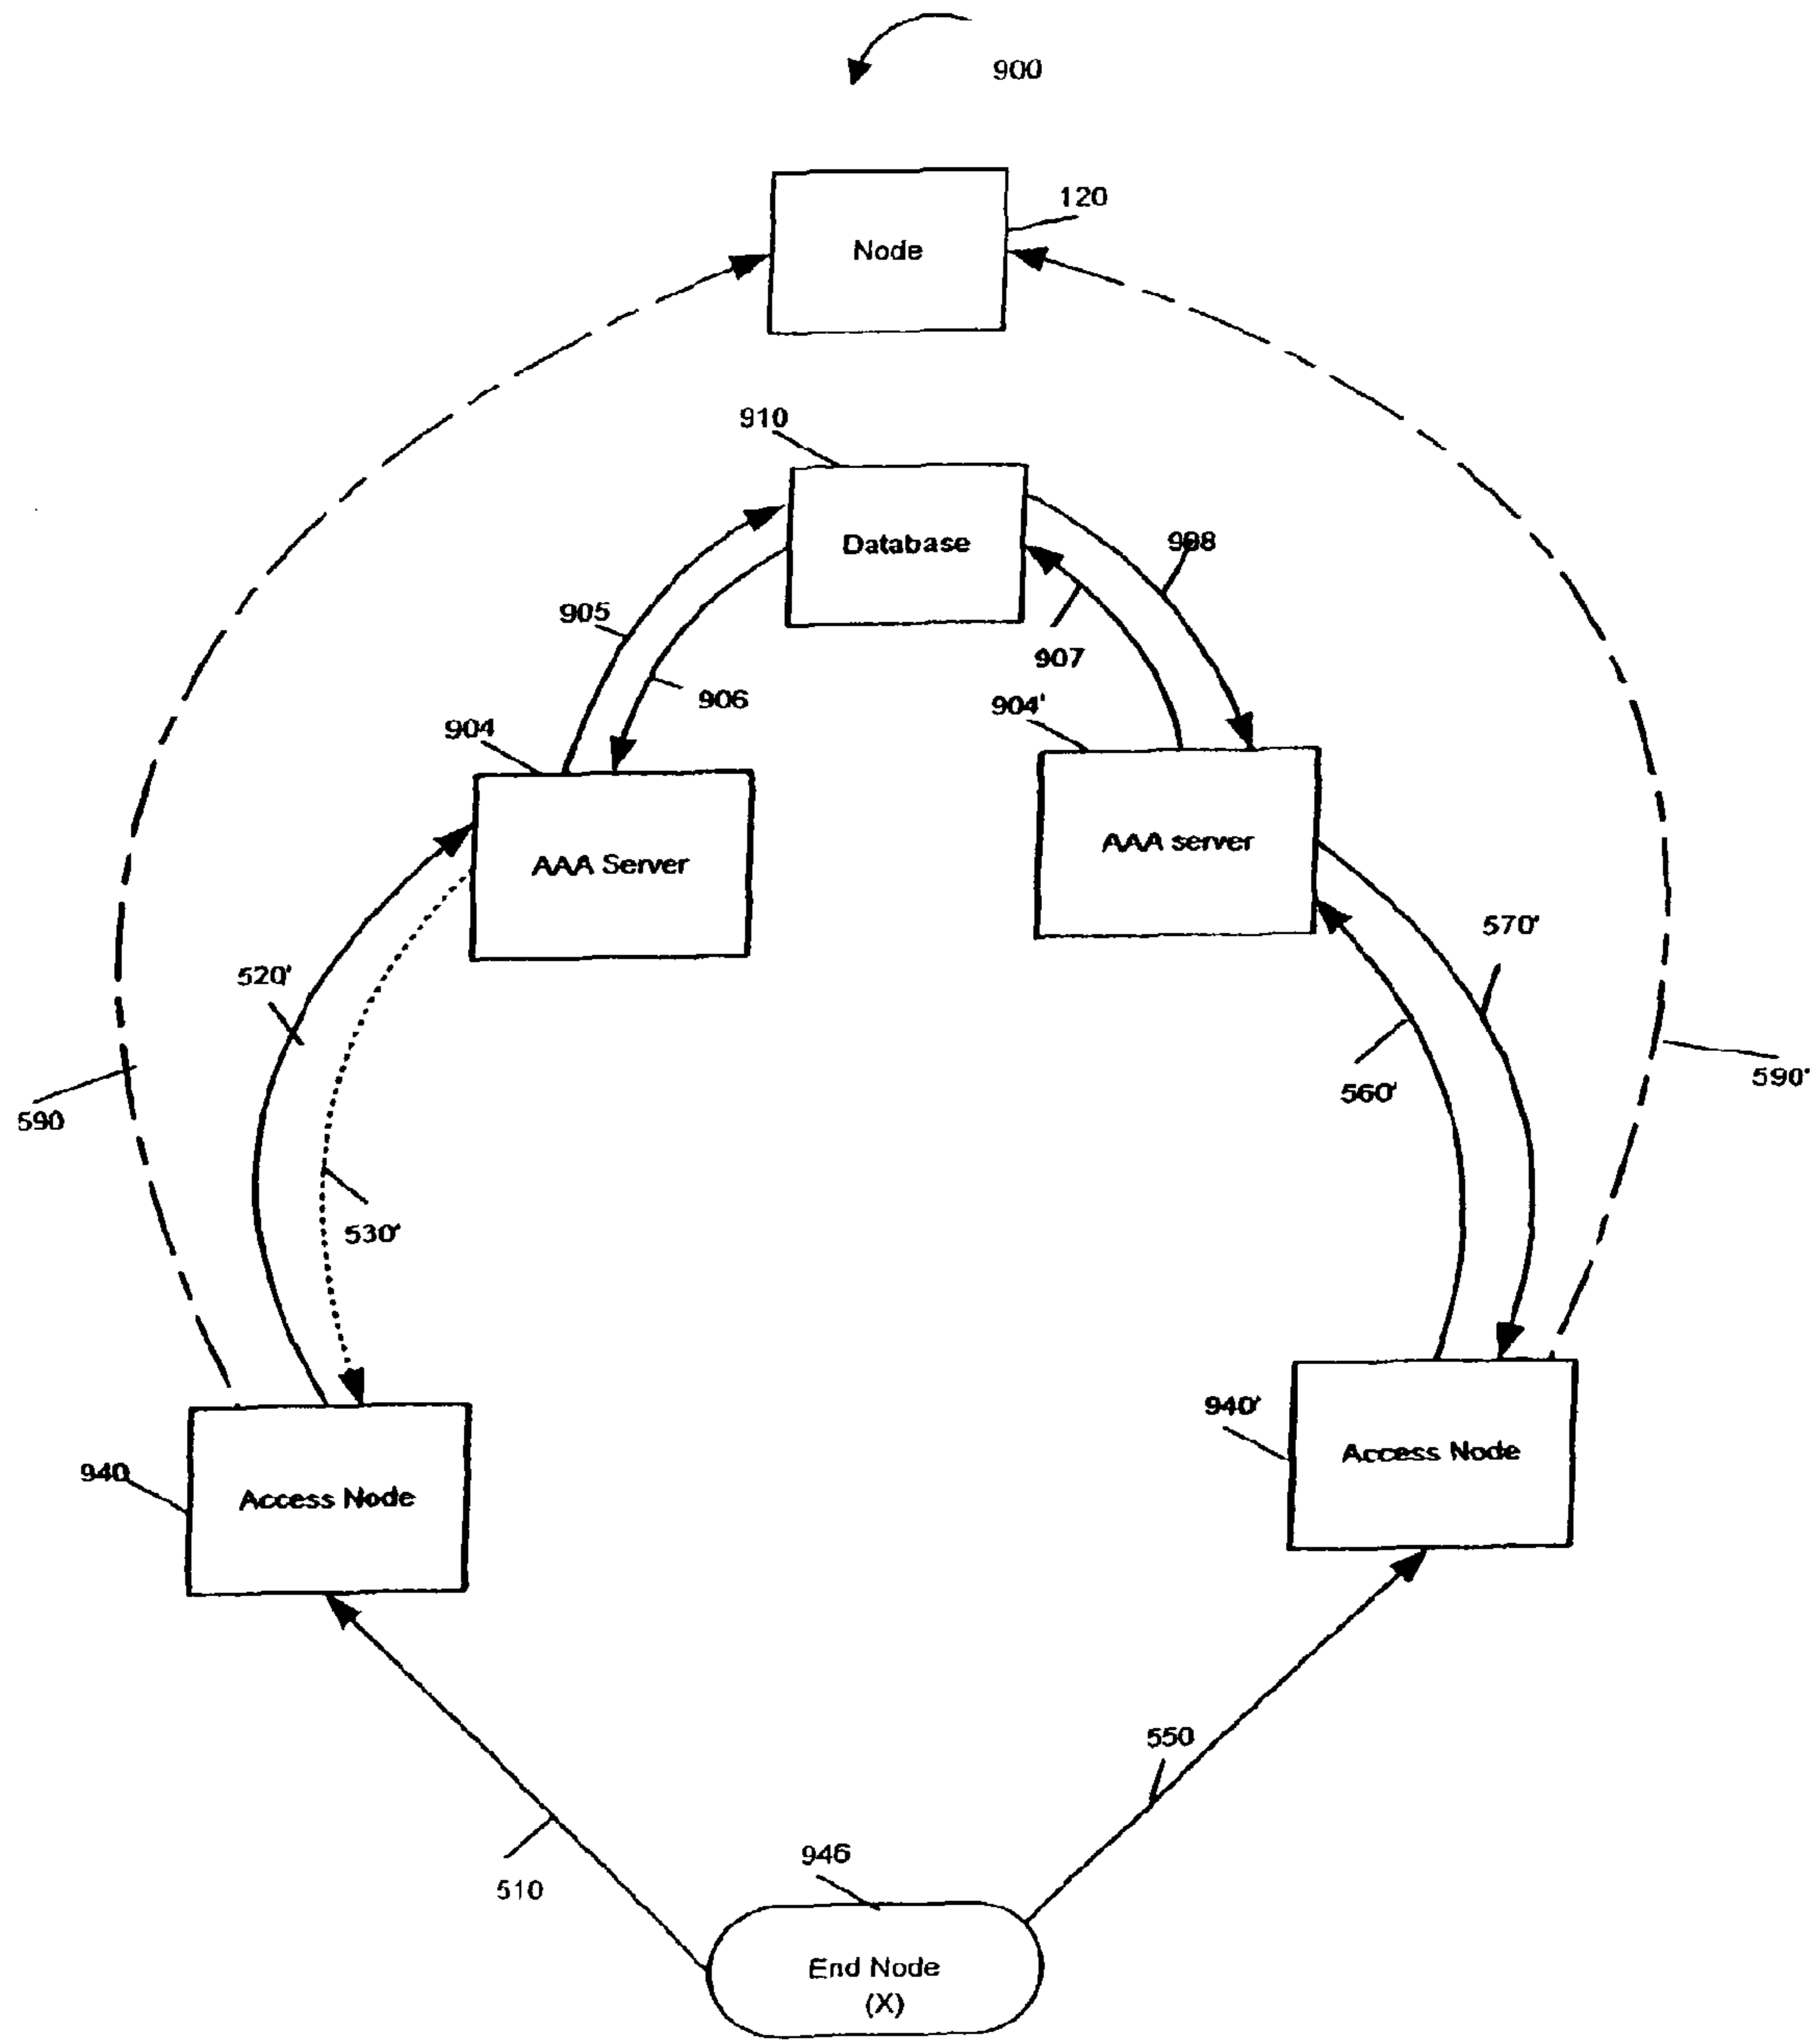 900
120
Node
910
Database
908
905
907
906
904'
904
AAA server
AAA Server
570'
520'
590'
560'
590
530'
940'
Access Node
940
Access Node
550
946
510
End Node
(X)